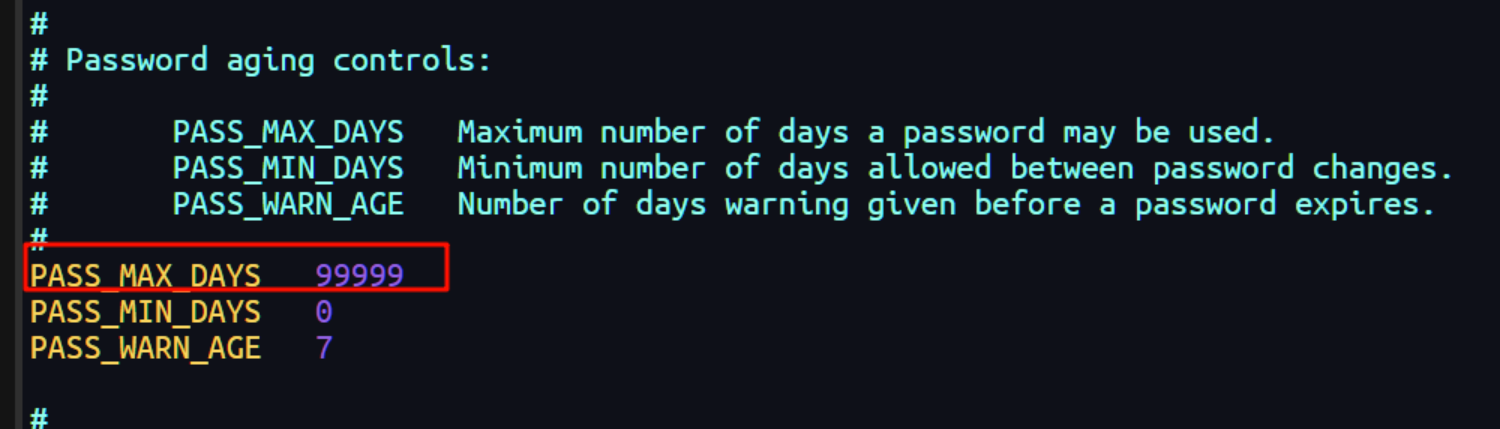 #
# Password aging controls:
#
#       PASS_MAX_DAYS   Maximum number of days a password may be used.
#       PASS_MIN_DAYS   Minimum number of days allowed between password changes.
#       PASS_WARN_AGE   Number of days warning given before a password expires.
#
PASS_MAX_DAYS   99999
PASS_MIN_DAYS   0
PASS_WARN_AGE   7
#